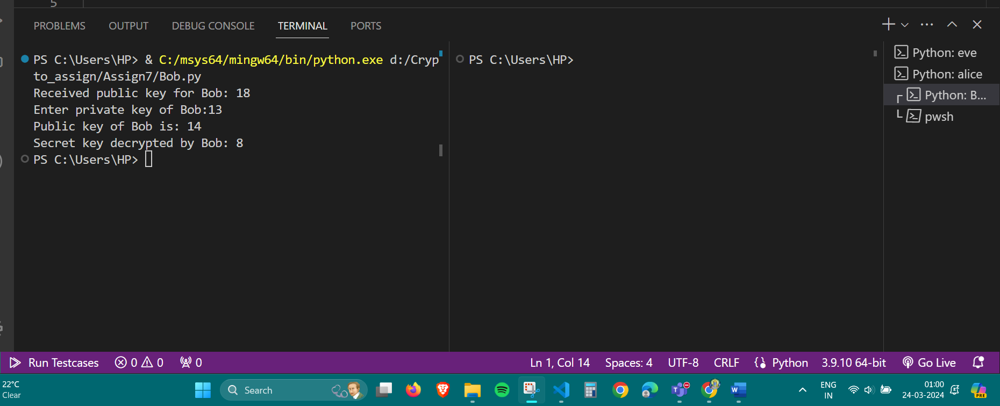 5
PROBLEMS OUTPUT DEBUG CONSOLE TERMINAL PORTS
PS C:\Users\HP> & C:/msys64/mingw64/bin/python.exe d:/Cryp
to_assign/Assign7/Bob.py
Received public key for Bob: 18
Enter private key of Bob:13
Public key of Bob is: 14
Secret key decrypted by Bob: 8
PS C:\Users\HP>
PS C:\Users\HP>
Python: eve
Python: alice
Python: B...
pwsh
Run Testcases 0 0 0 Ln 1, Col 14 Spaces: 4 UTF-8 CRLF Python 3.9.10 64-bit Go Live
22°C
Clear
Search
ENG
IN
01:00
24-03-2024
PRE